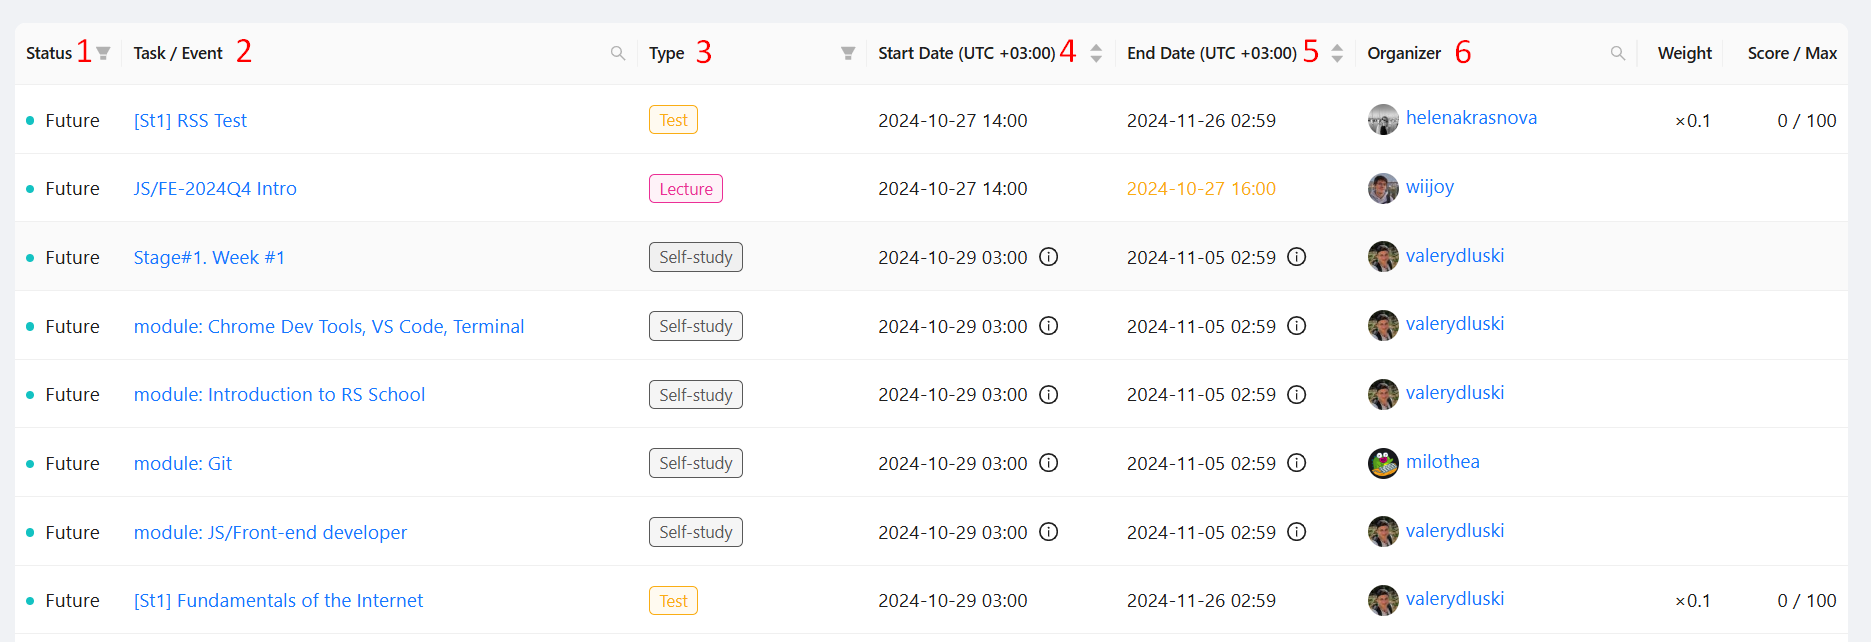 Status 1 Task / Event 2 Type 3 Start Date (UTC +03:00) 4 End Date (UTC +03:00) 5 Organizer 6 Weight Score / Max
Future [St1] RSS Test Test 2024-10-27 14:00 2024-11-26 02:59 helenakrasnova ×0.1 0 / 100
Future JS/FE-2024Q4 Intro Lecture 2024-10-27 14:00 2024-10-27 16:00 wiijoy
Future Stage#1. Week #1 Self-study 2024-10-29 03:00 2024-11-05 02:59 valerydluski
Future module: Chrome Dev Tools, VS Code, Terminal Self-study 2024-10-29 03:00 2024-11-05 02:59 valerydluski
Future module: Introduction to RS School Self-study 2024-10-29 03:00 2024-11-05 02:59 valerydluski
Future module: Git Self-study 2024-10-29 03:00 2024-11-05 02:59 milothea
Future module: JS/Front-end developer Self-study 2024-10-29 03:00 2024-11-05 02:59 valerydluski
Future [St1] Fundamentals of the Internet Test 2024-10-29 03:00 2024-11-26 02:59 valerydluski ×0.1 0 / 100